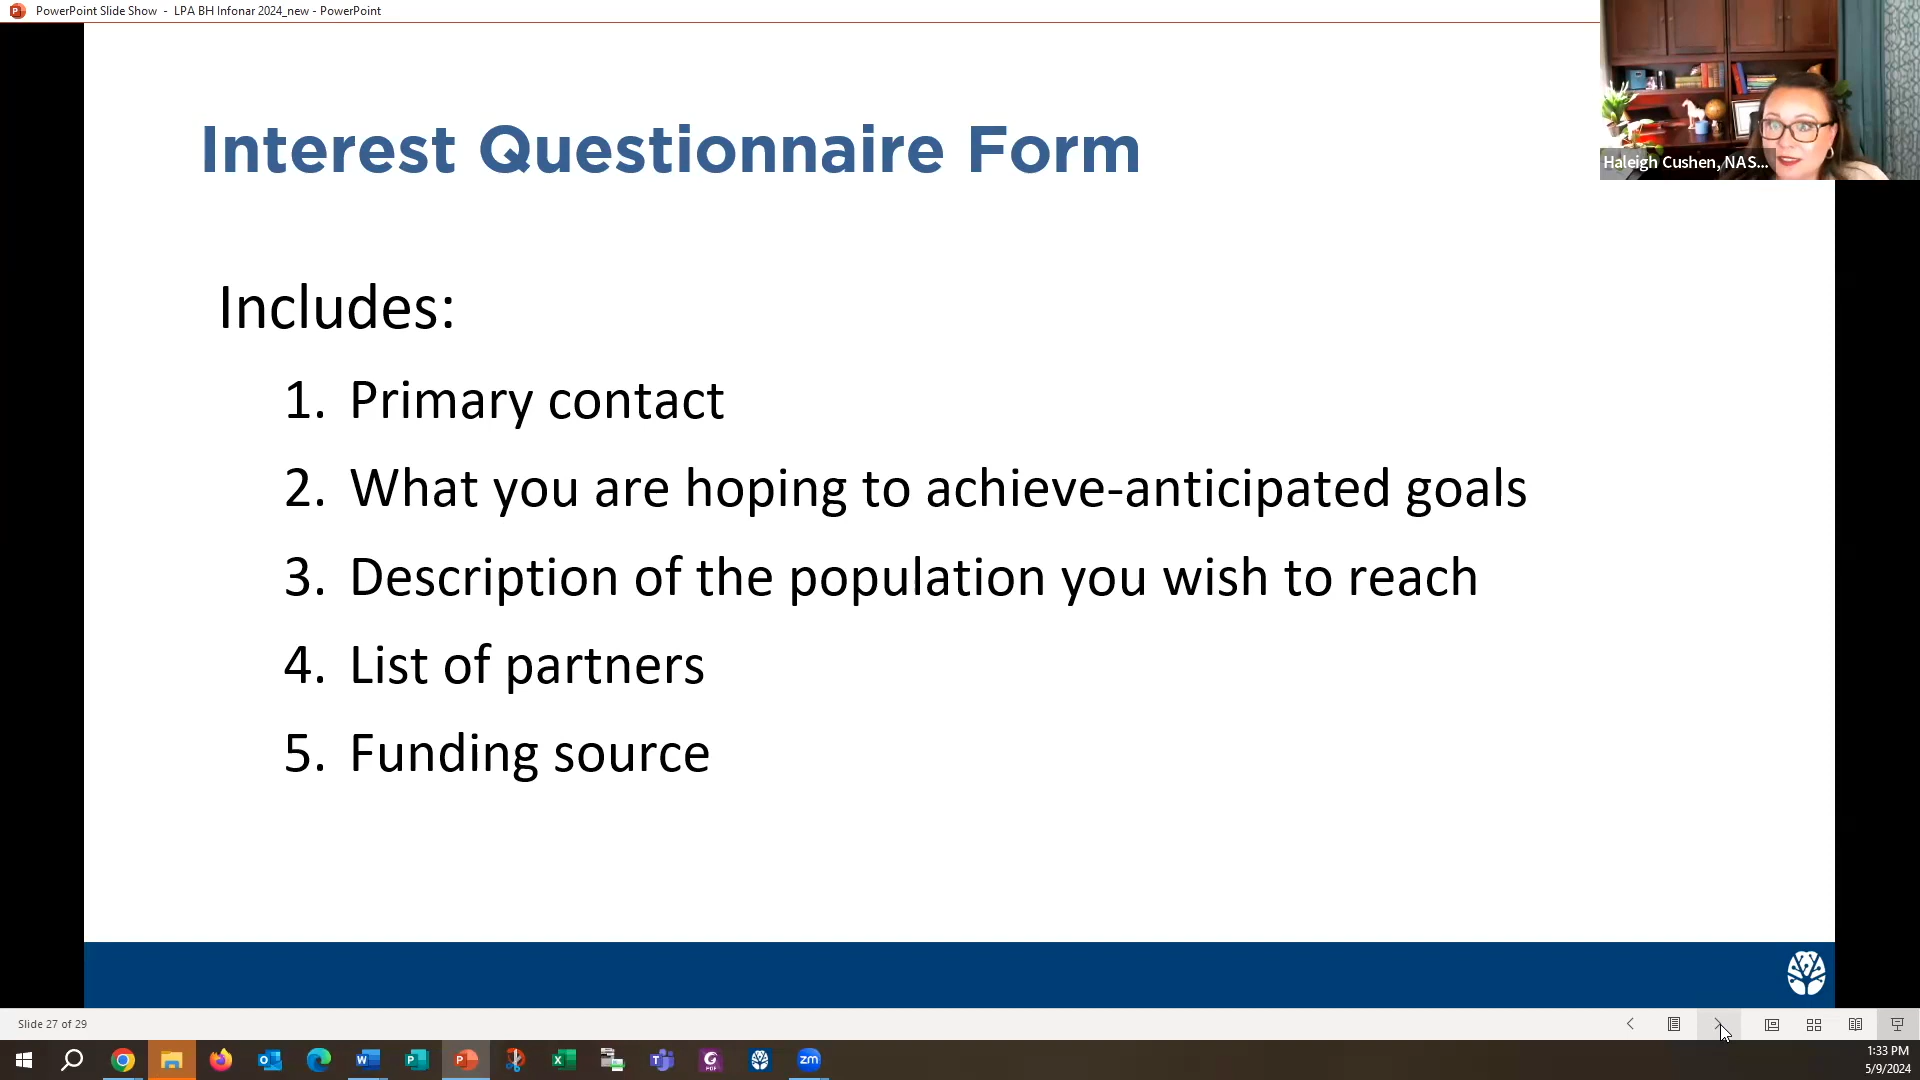 PowerPoint Slide Show - LPA BH Infonar 2024_new - PowerPoint
Haleigh Cushen, NAS...
Interest Questionnaire Form
Includes:
1. Primary contact
2. What you are hoping to achieve-anticipated goals
3. Description of the population you wish to reach
4. List of partners
5. Funding source
Slide 27 of 29
zm
1:33 PM
5/9/2024